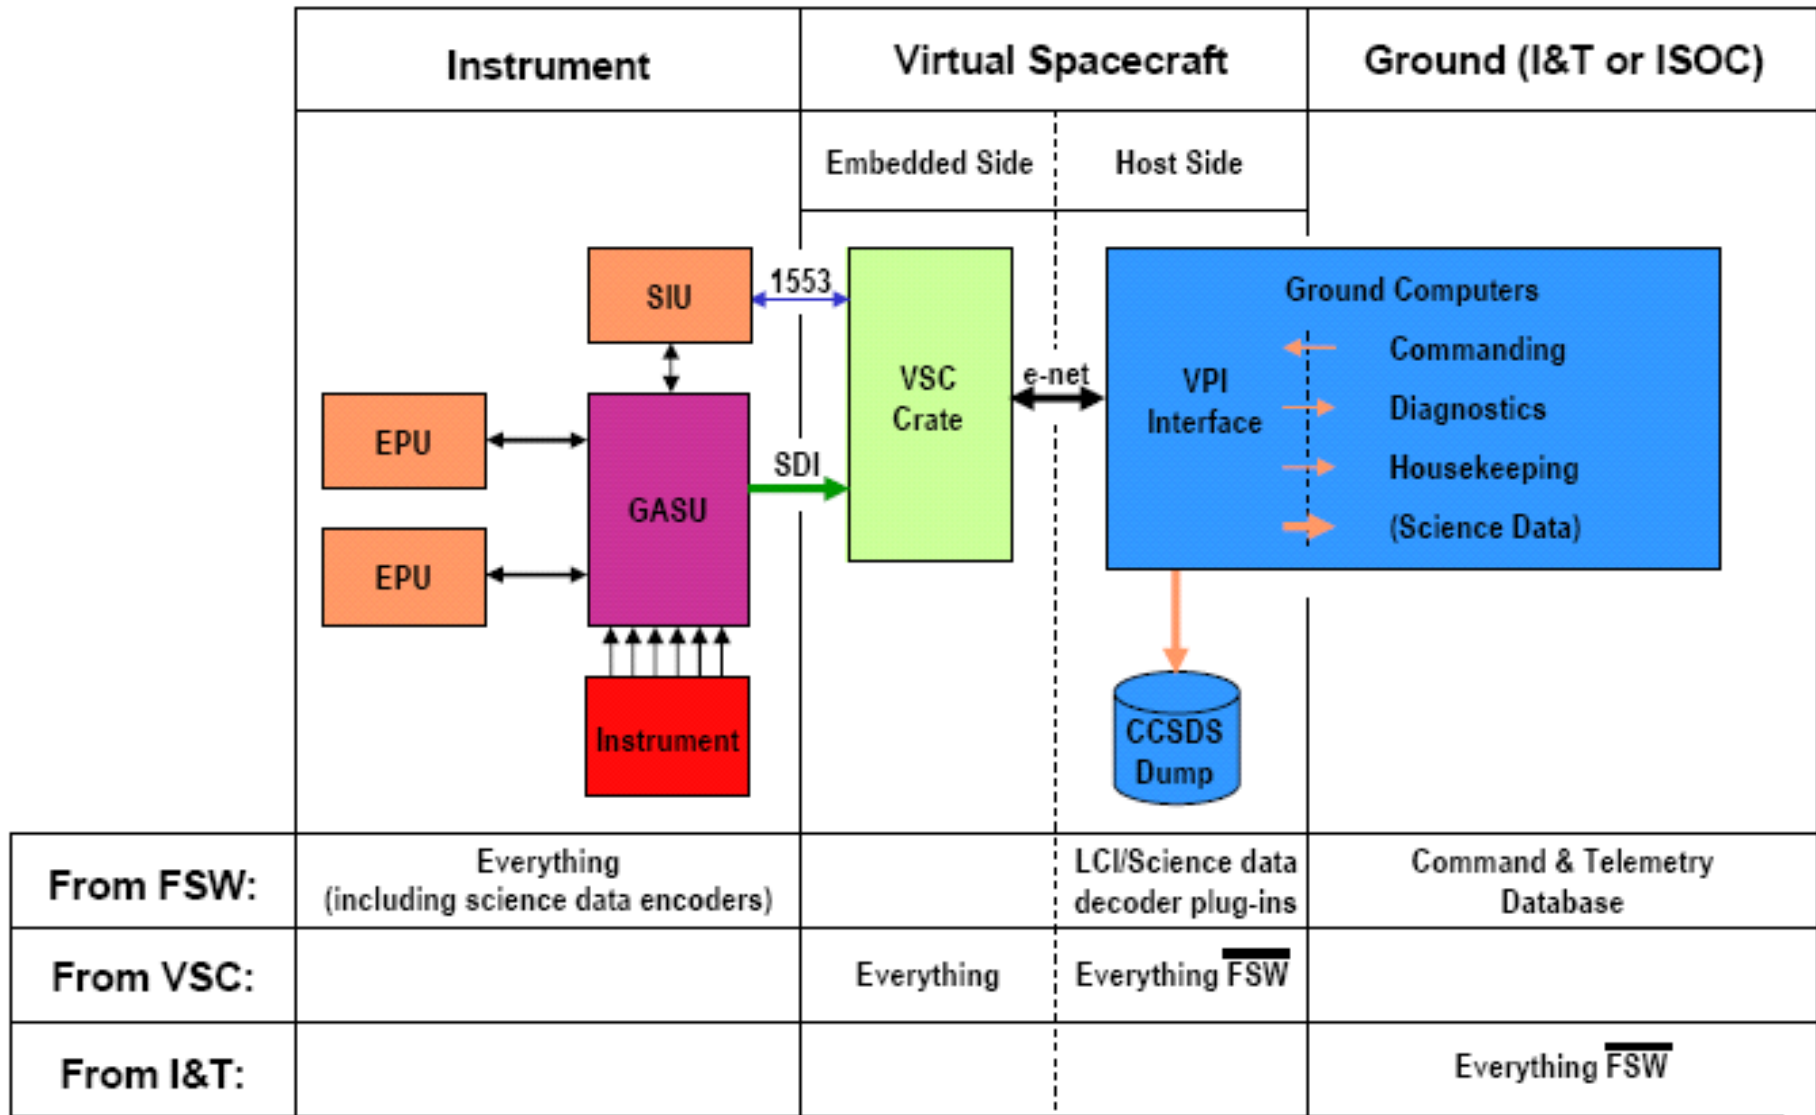 Instrument
Virtual Spacecraft
Ground (I&T or ISOC)
Embedded Side
Host Side
SIU
1553
VSC
Crate
e-net
Ground Computers
VPI
Interface
Commanding
Diagnostics
Housekeeping
(Science Data)
EPU
EPU
GASU
SDI
Instrument
CCSDS
Dump
From FSW:
Everything
(including science data encoders)
LCI/Science data
decoder plug-ins
Command & Telemetry
Database
From VSC:
Everything
Everything FSW
From I&T:
Everything FSW